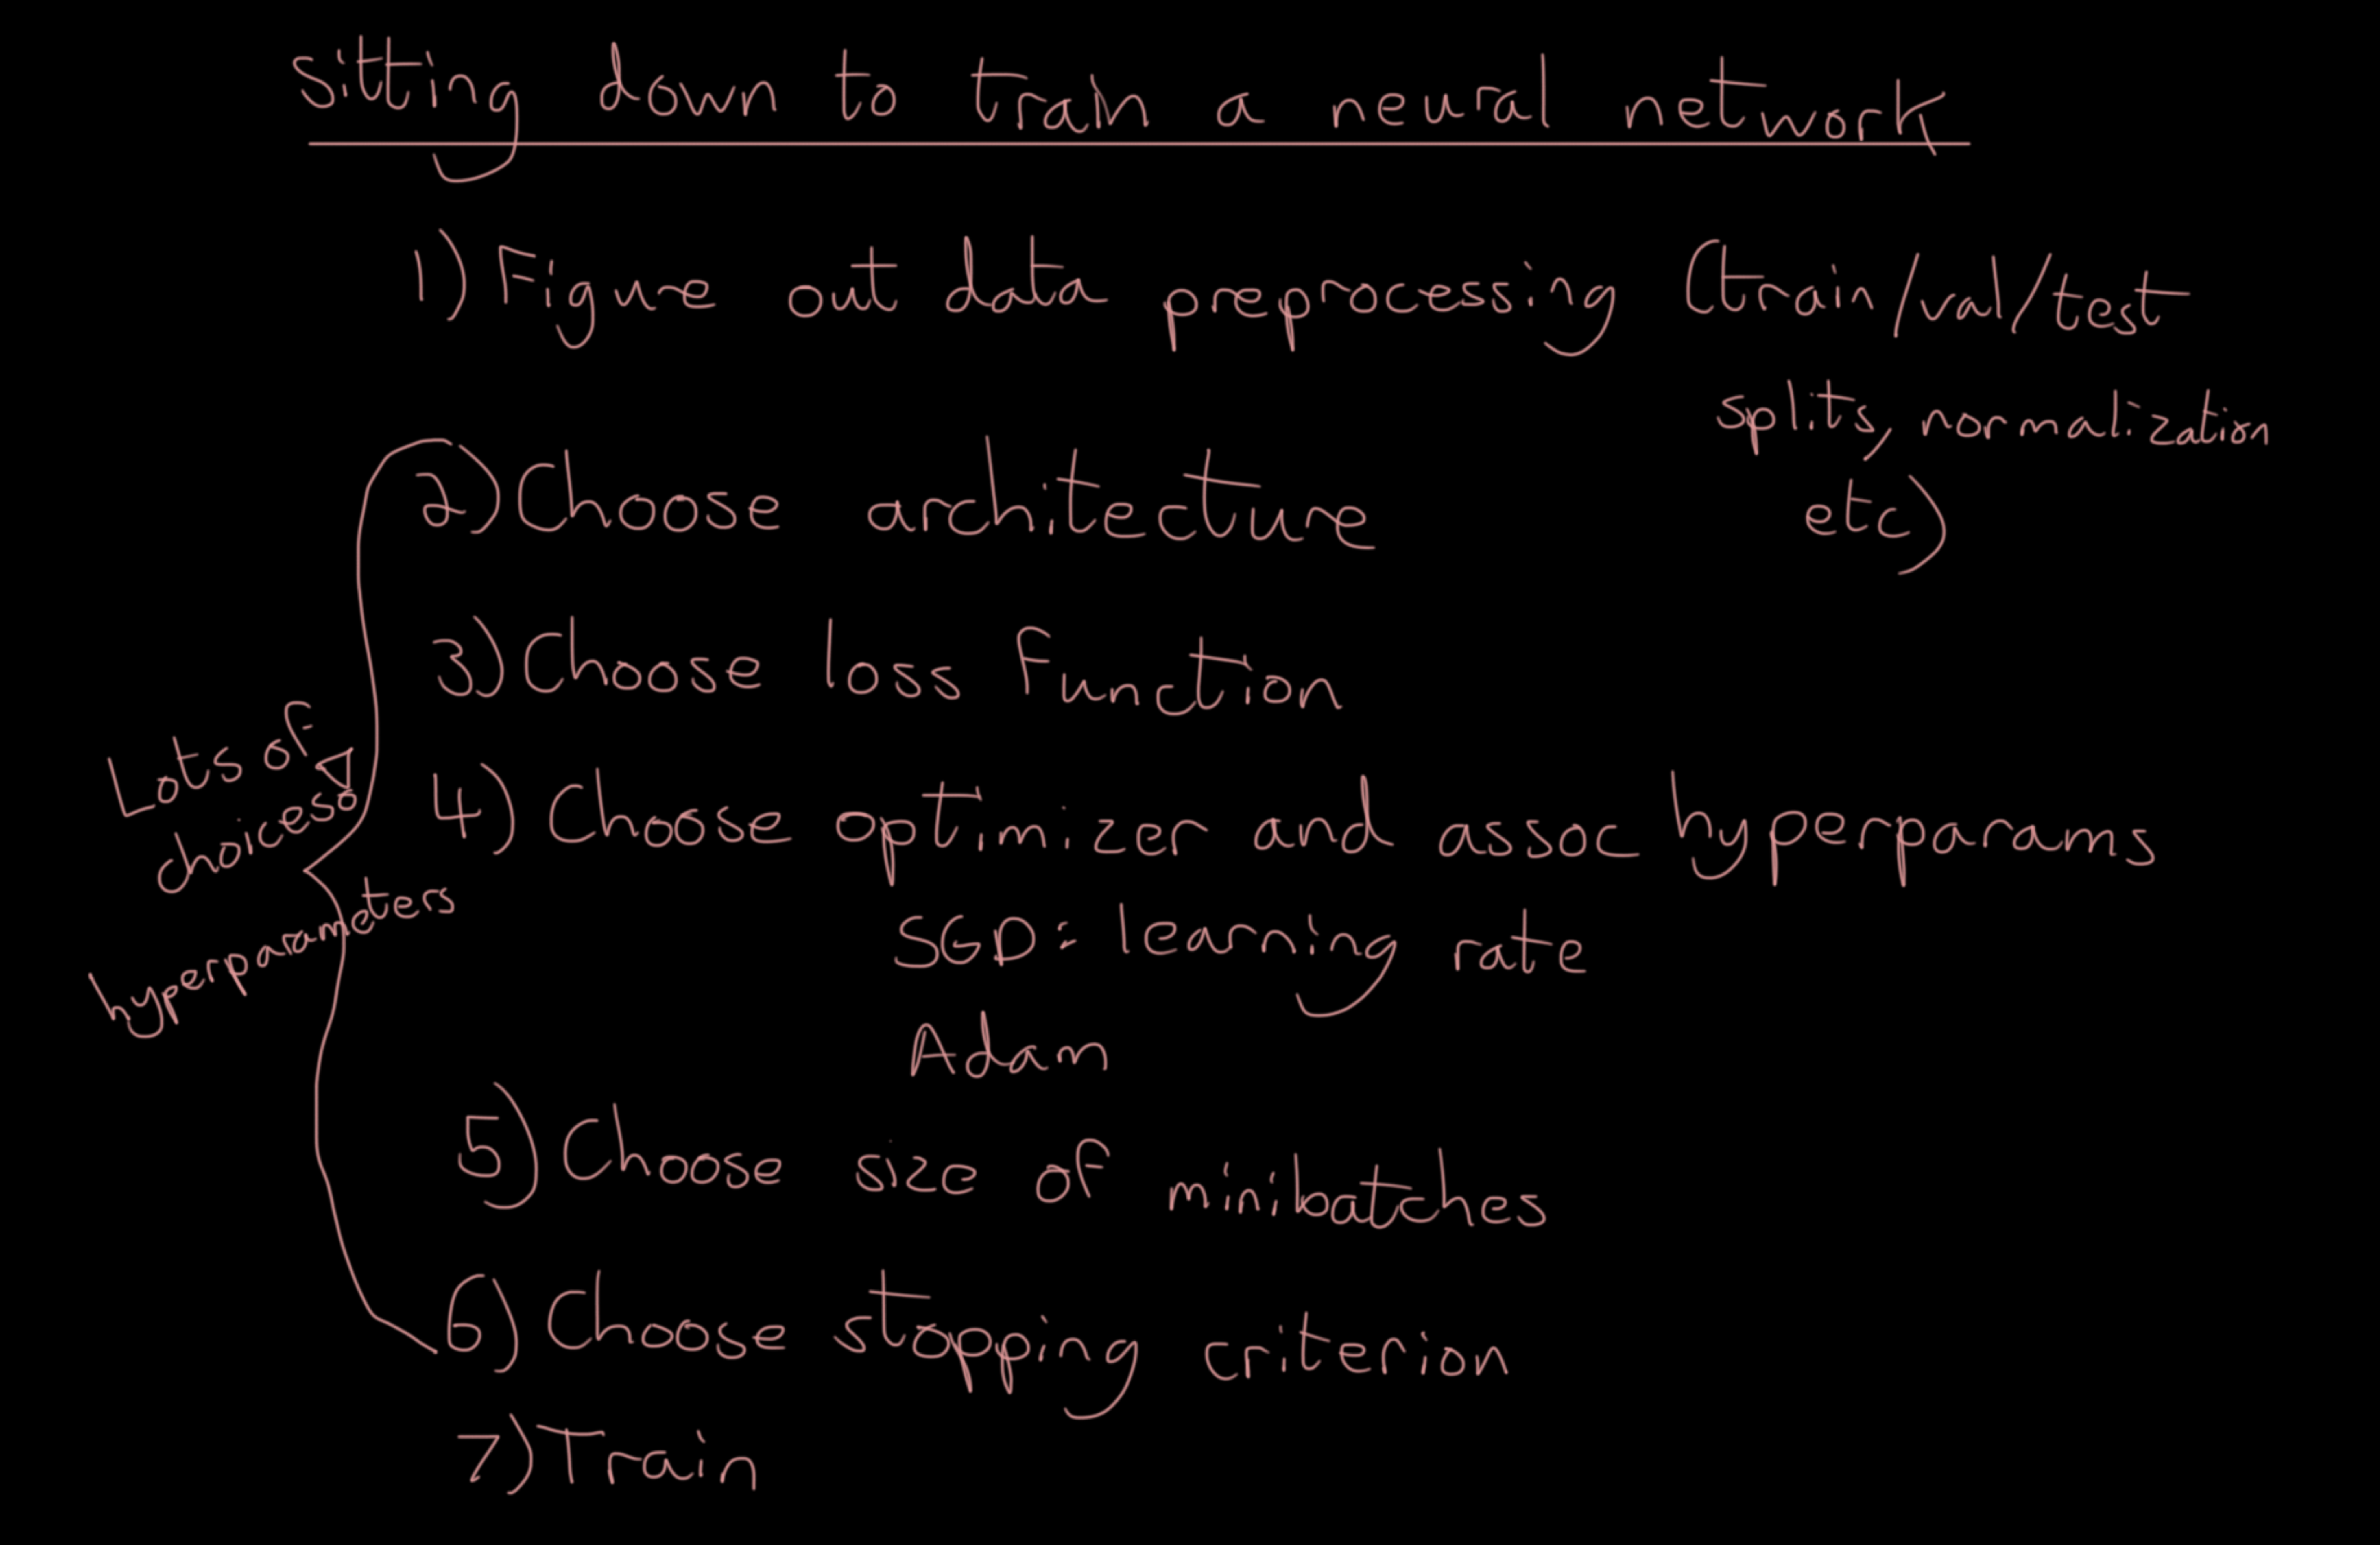 Sitting down to train a neural network
1) Figure out data preprocessing (train/val/test
splits, normalization
etc)
2) Choose architecture
3) Choose loss function
4) Choose optimizer and assoc hyperparams
SGD: learning rate
Adam
5) Choose size of minibatches
6) Choose stopping criterion
7) Train
Lots of
choices
hyperparameters